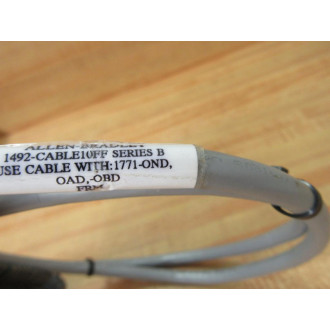 ALLEN-BRADLEY
1492-CABLE10FF SERIES B
USE CABLE WITH:1771-OND,
OAD,-OBD